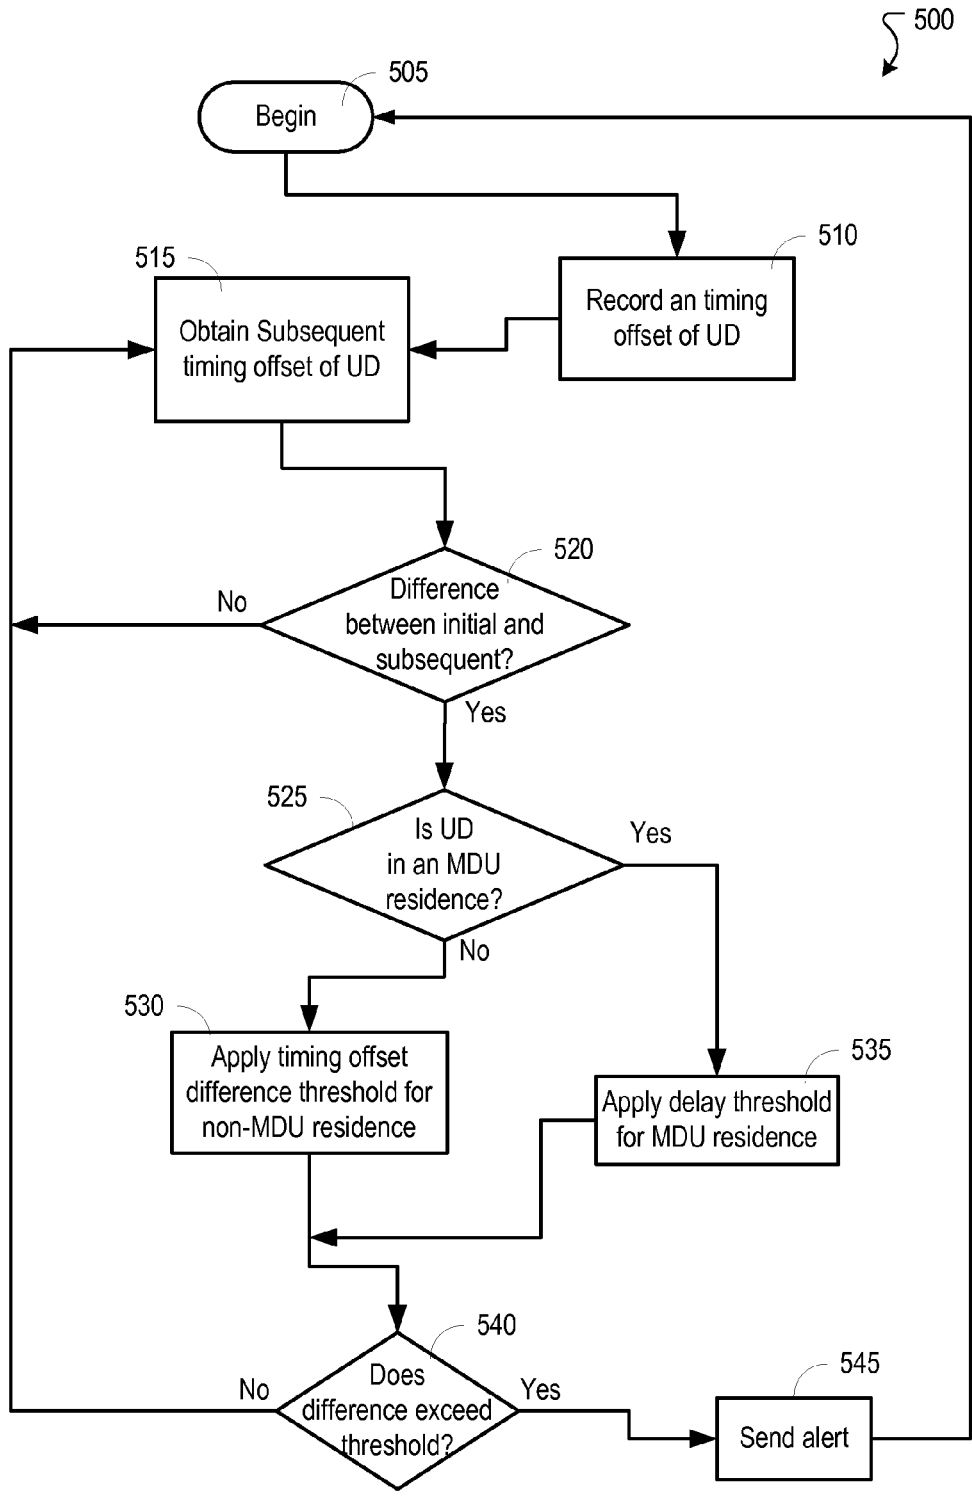 500
505
Begin
510
Record an timing
offset of UD
515
Obtain Subsequent
timing offset of UD
520
Difference
between initial and
subsequent?
No
Yes
525
Is UD
in an MDU
residence?
Yes
No
530
Apply timing offset
difference threshold for
non-MDU residence
535
Apply delay threshold
for MDU residence
540
Does
difference exceed
threshold?
No
Yes
545
Send alert